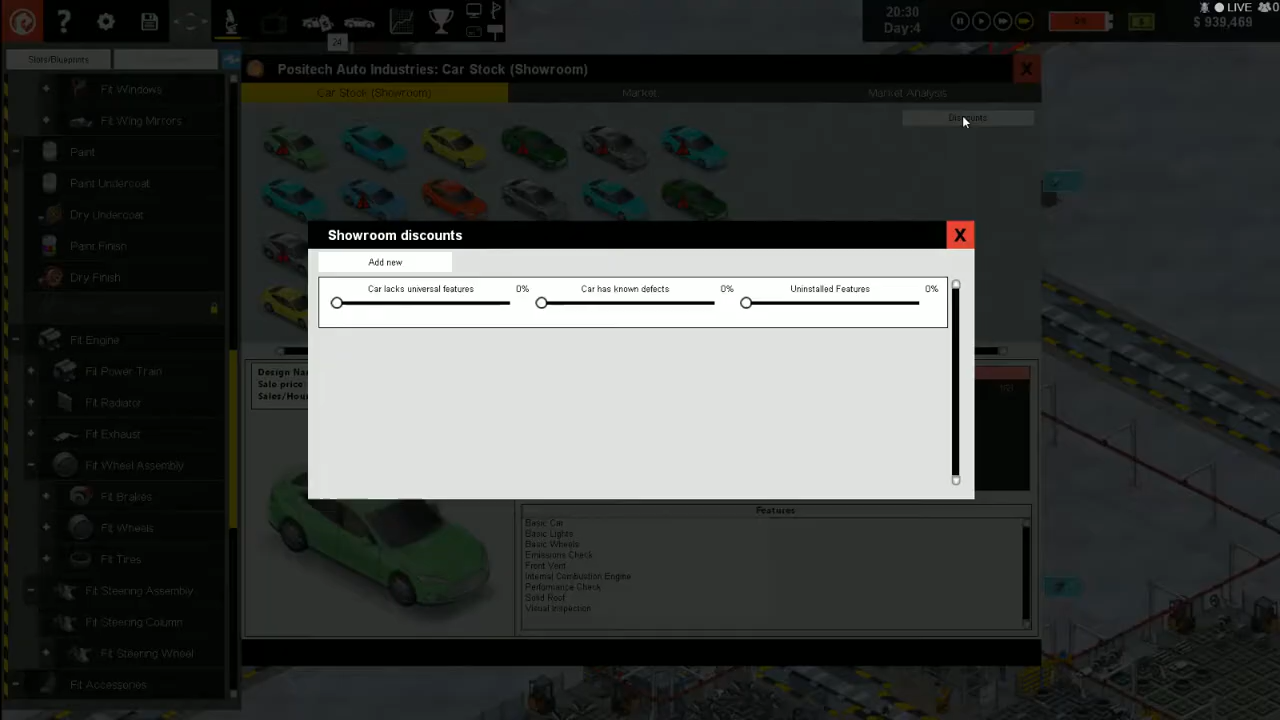 20:30
Day:4
LIVE
0
$ 939,469
24
Slots/Blueprints
Positech Auto Industries: Car Stock (Showroom)
X
Car Stock (Showroom)
Market
Market Analysis
Discounts
Fit Windows
Fit Wing Mirrors
Paint
Paint Undercoat
Dry Undercoat
Paint Finish
Dry Finish
Fit Engine
Fit Power Train
Fit Radiator
Fit Exhaust
Fit Wheel Assembly
Fit Brakes
Fit Wheels
Fit Tires
Fit Steering Assembly
Fit Steering Column
Fit Steering Wheel
Fit Accessories
Showroom discounts
X
Add new
Car lacks universal features
0%
Car has known defects
0%
Uninstalled Features
0%
Design Na
Sale price:
Sales/Hou
Features
Basic Car
Basic Lights
Basic Wheels
Emissions Check
Front Vent
Internal Combustion Engine
Performance Check
Solid Roof
Visual Inspection